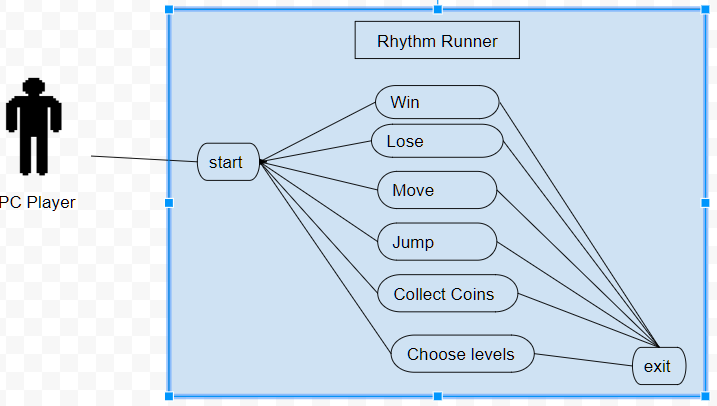 Rhythm Runner
Win
Lose
start
Move
PC Player
Jump
Collect Coins
Choose levels
exit